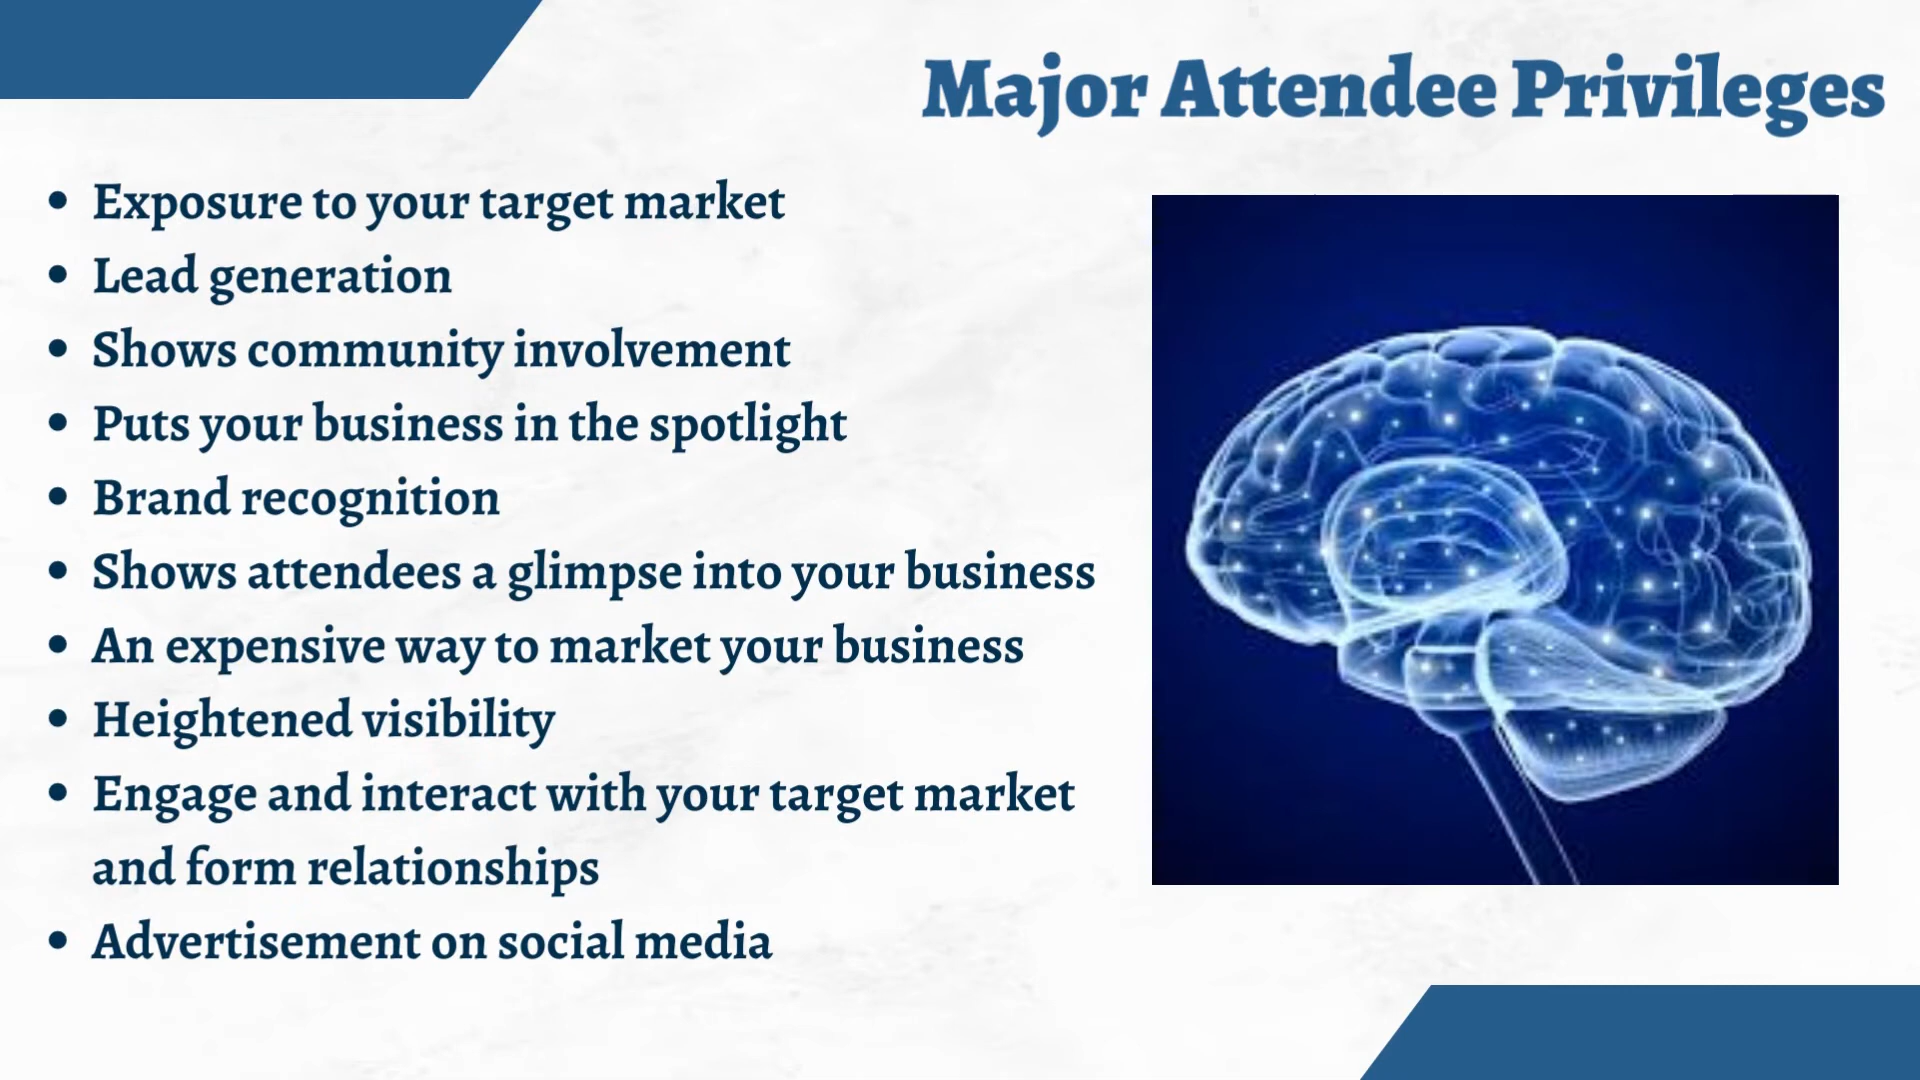 Major Attendee Privileges
• Exposure to your target market
• Lead generation
• Shows community involvement
• Puts your business in the spotlight
• Brand recognition
• Shows attendees a glimpse into your business
• An expensive way to market your business
• Heightened visibility
• Engage and interact with your target market
and form relationships
• Advertisement on social media